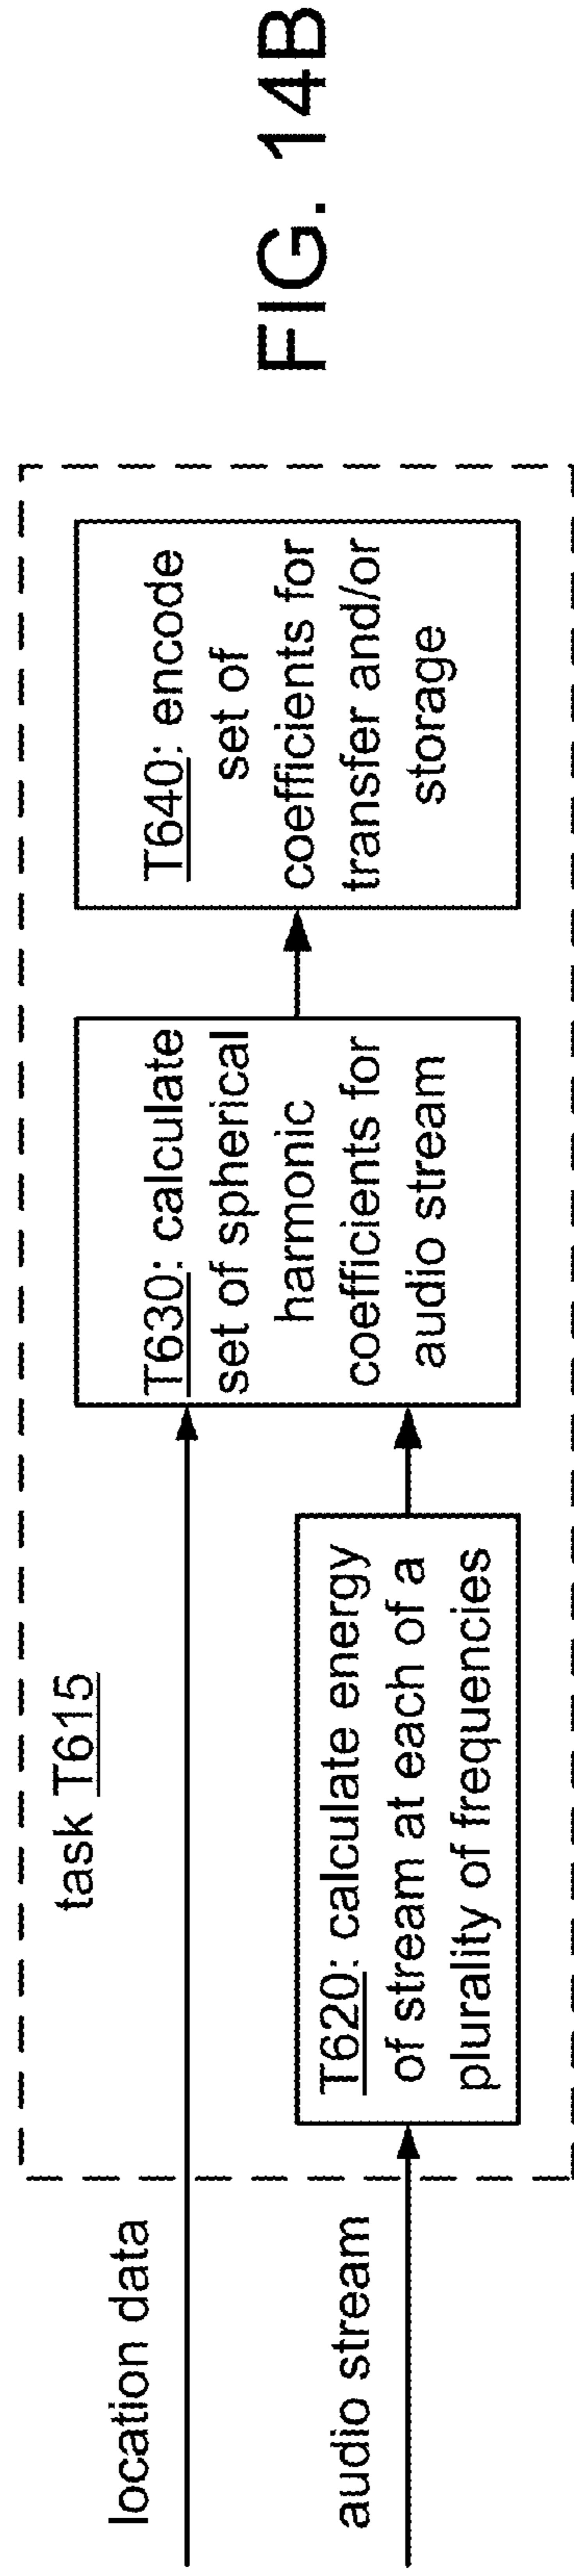 location data
audio stream
task T615
T620: calculate energy
of stream at each of a
plurality of frequencies
T630: calculate
set of spherical
harmonic
coefficients for
audio stream
T640: encode
set of
coefficients for
transfer and/or
storage
FIG. 14B